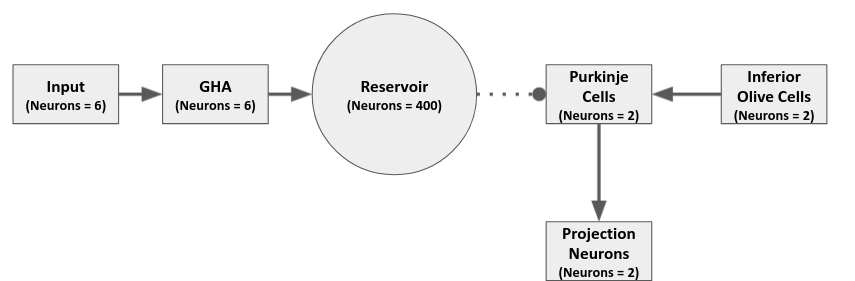 Input
(Neurons = 6)
GHA
(Neurons = 6)
Reservoir
(Neurons = 400)
Purkinje
Cells
(Neurons = 2)
Inferior
Olive Cells
(Neurons = 2)
Projection
Neurons
(Neurons = 2)